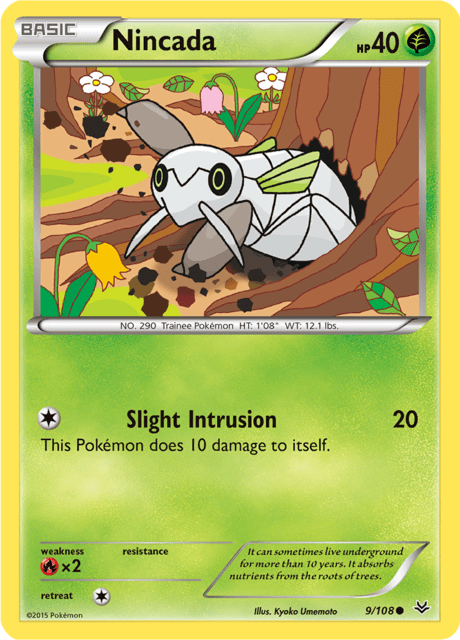 BASIC Nincada HP40
NO. 290 Trainee Pokémon HT: 1'08" WT: 12.1 lbs.
Slight Intrusion 20
This Pokémon does 10 damage to itself.
weakness resistance
×2
retreat
It can sometimes live underground
for more than 10 years. It absorbs
nutrients from the roots of trees.
©2015 Pokémon Illus. Kyoko Umemoto 9/108